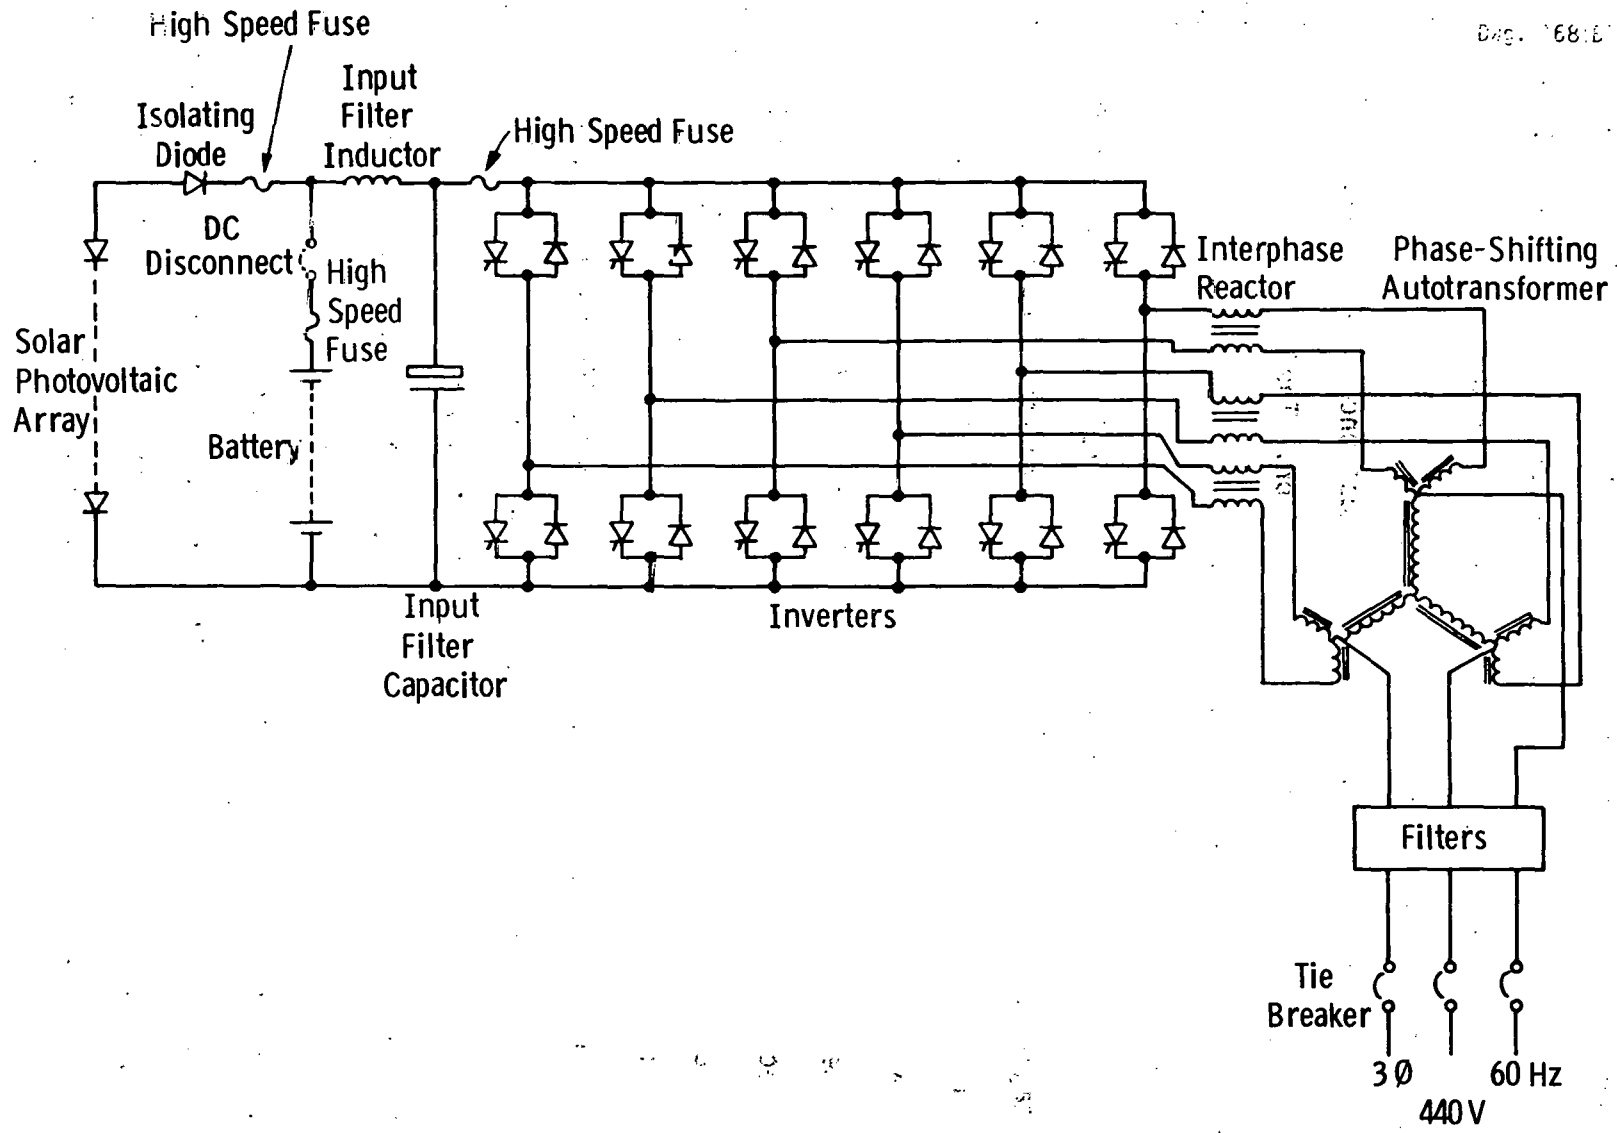 High Speed Fuse
Input
Filter
Inductor
Isolating
Diode
High Speed Fuse
DC
Disconnect
High
Speed
Fuse
Solar
Photovoltaic
Array
Battery
Interphase
Reactor
Phase-Shifting
Autotransformer
Input
Filter
Capacitor
Inverters
Filters
Tie
Breaker
3Ø
60 Hz
440 V